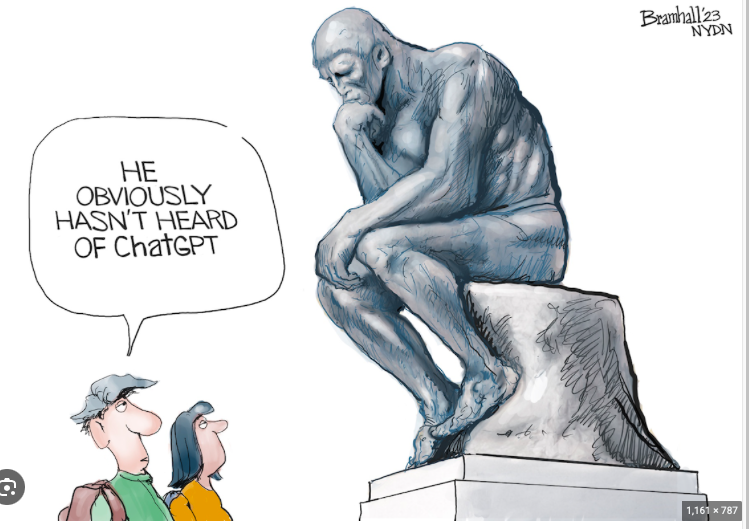 Bramhall '23
NYDN
HE
OBVIOUSLY
HASN'T HEARD
OF ChatGPT
1,161 × 787